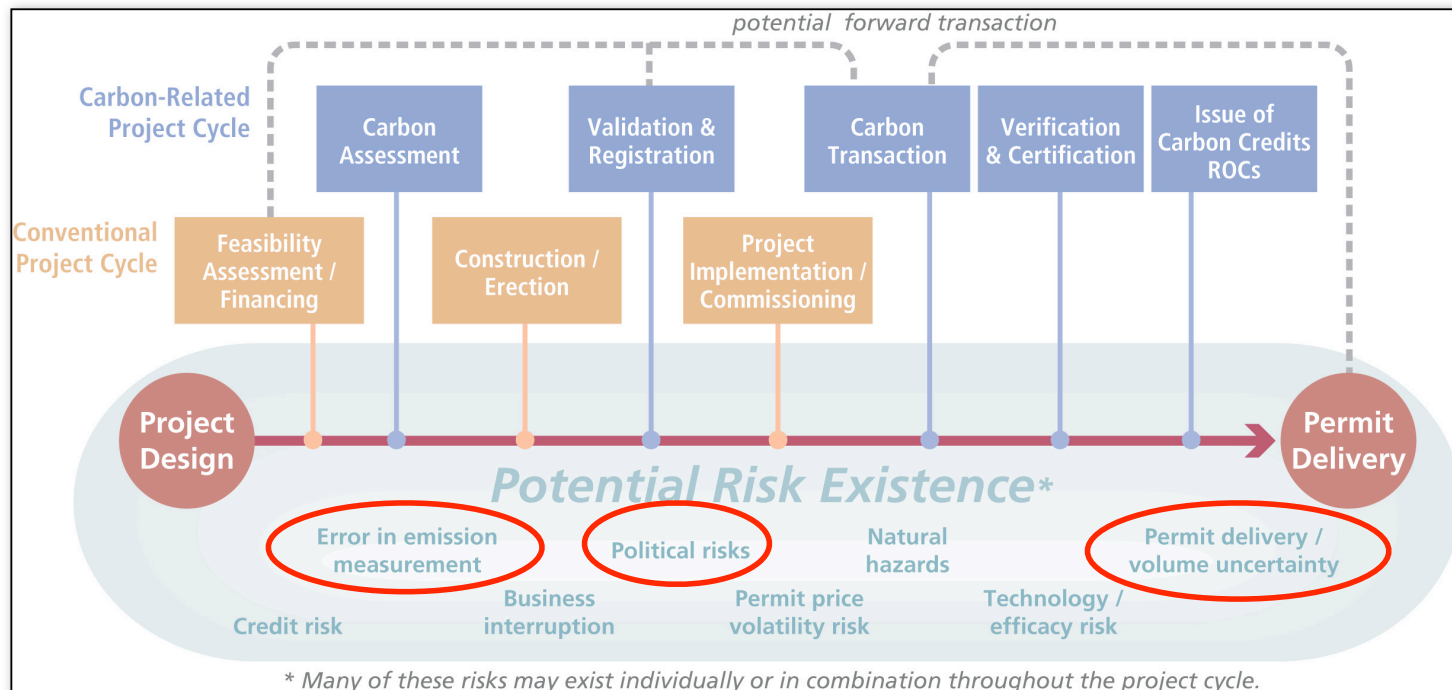 potential forward transaction
Carbon-Related
Project Cycle
Carbon
Assessment
Validation &
Registration
Carbon
Transaction
Verification
& Certification
Issue of
Carbon Credits
ROCs
Conventional
Project Cycle
Feasibility
Assessment /
Financing
Construction /
Erection
Project
Implementation /
Commissioning
Project
Design
Permit
Delivery
Potential Risk Existence*
Error in emission
measurement
Political risks
Natural
hazards
Permit delivery /
volume uncertainty
Credit risk
Business
interruption
Permit price
volatility risk
Technology /
efficacy risk
* Many of these risks may exist individually or in combination throughout the project cycle.